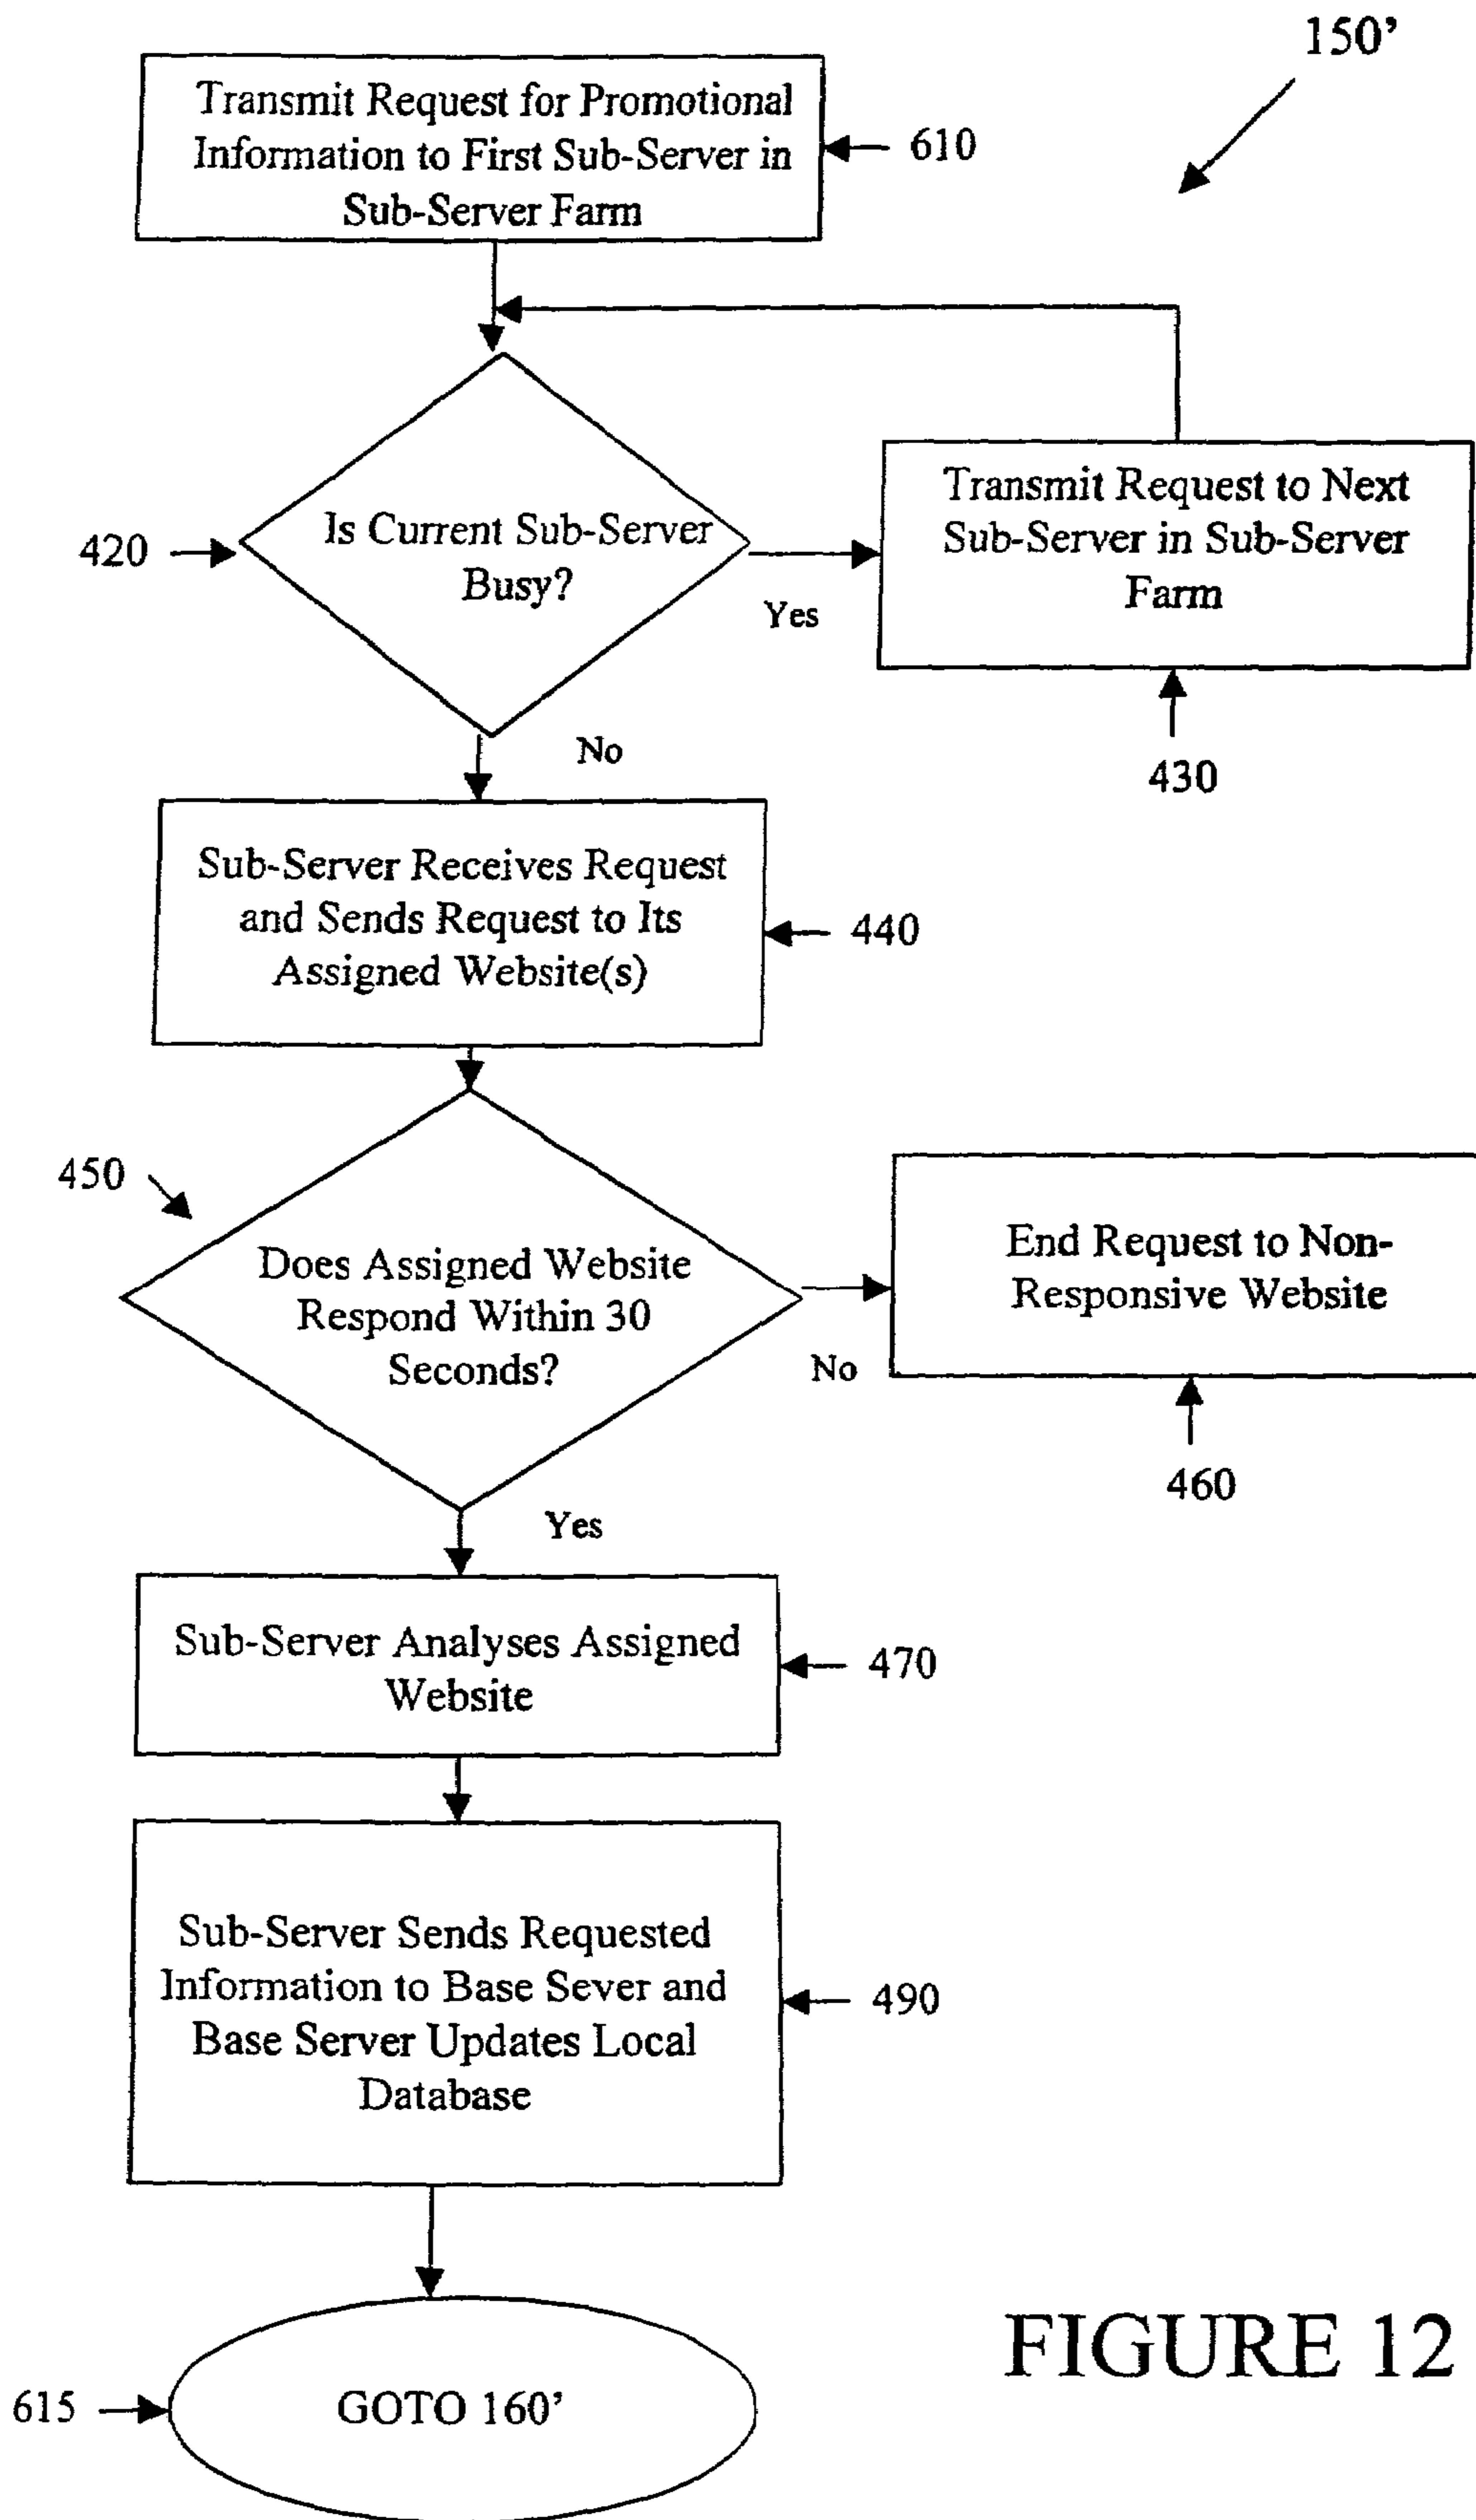 150’
Transmit Request for Promotional
Information to First Sub-Server in
Sub-Server Farm
610
Is Current Sub-Server
Busy?
420
Yes
Transmit Request to Next
Sub-Server in Sub-Server
Farm
430
No
Sub-Server Receives Request
and Sends Request to Its
Assigned Website(s)
440
450
Does Assigned Website
Respond Within 30
Seconds?
No
End Request to Non-
Responsive Website
460
Yes
Sub-Server Analyses Assigned
Website
470
Sub-Server Sends Requested
Information to Base Sever and
Base Server Updates Local
Database
490
615
GOTO 160’
FIGURE 12